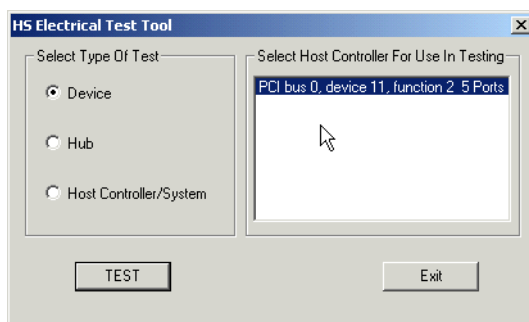 HS Electrical Test Tool
Select Type Of Test
Device
Hub
Host Controller/System
Select Host Controller For Use In Testing
PCI bus 0, device 11, function 2 5 Ports
TEST
Exit